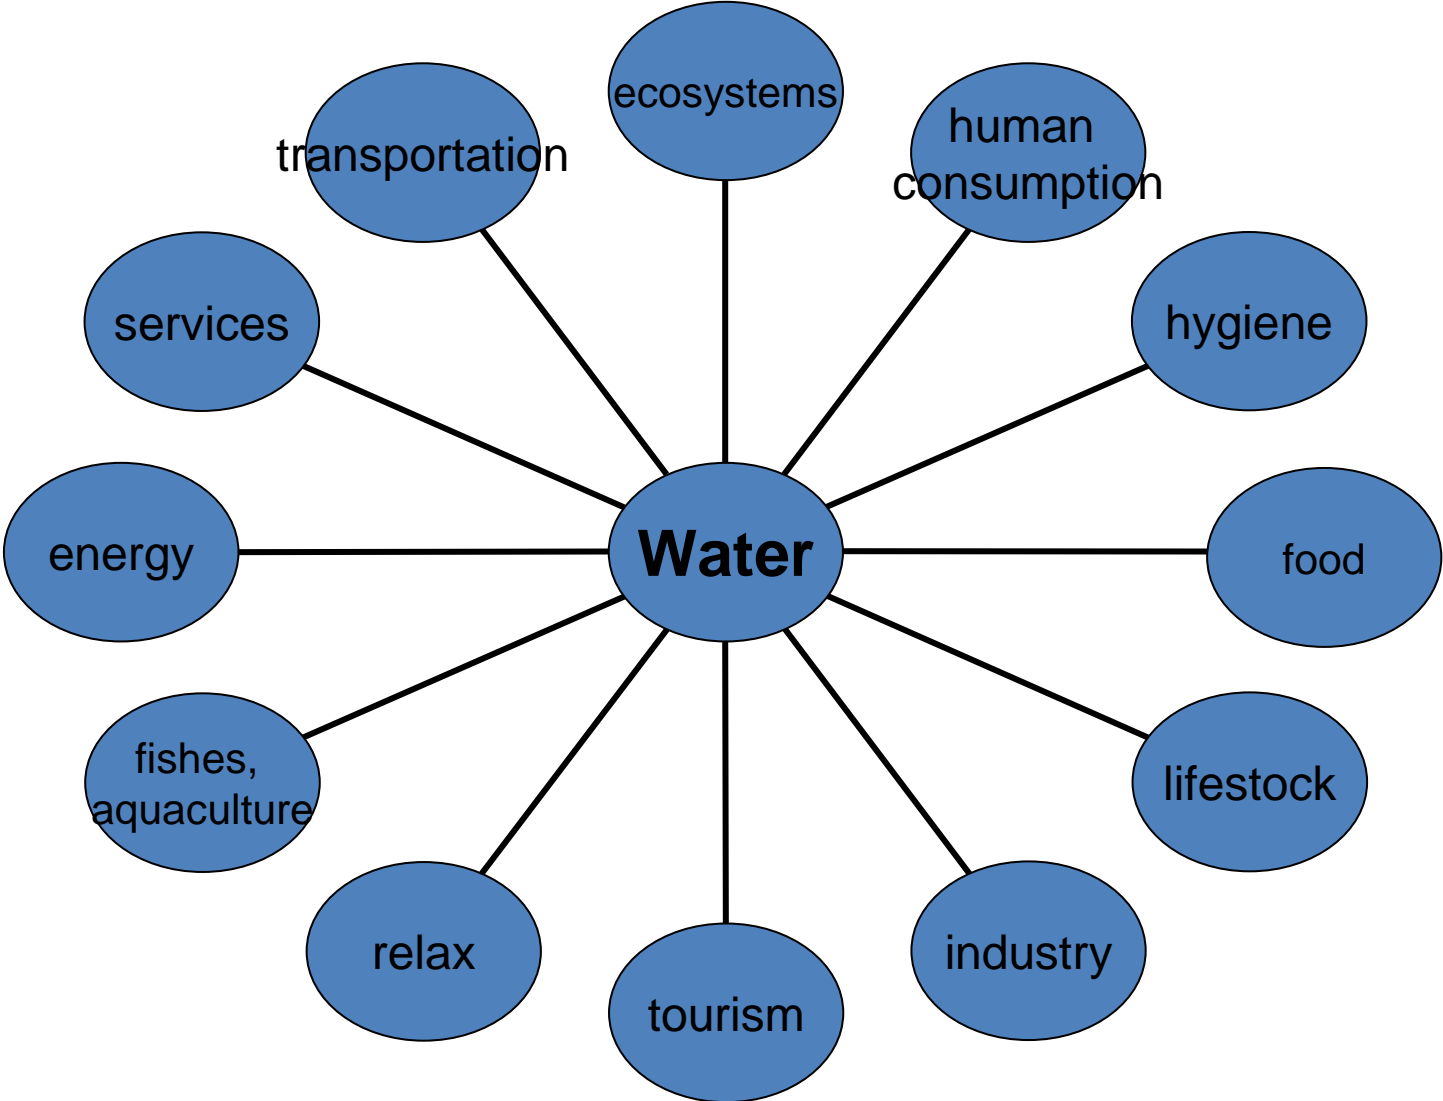 ecosystems
human
consumption
transportation
services
hygiene
energy
Water
food
fishes,
aquaculture
lifestock
relax
industry
tourism